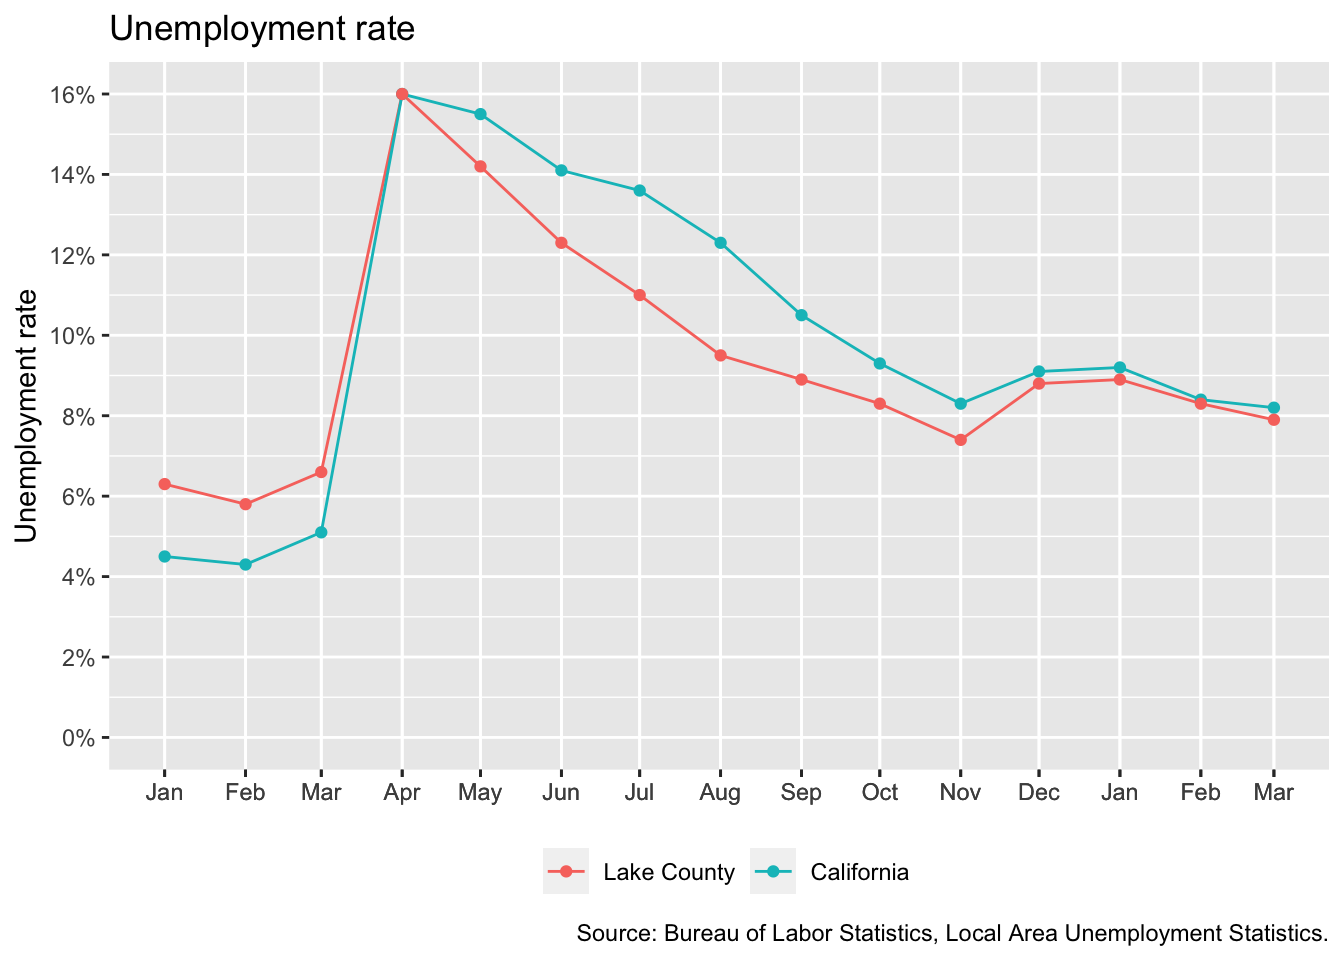 Unemployment rate
Unemployment rate
16%
14%
12%
10%
8%
6%
4%
2%
0%
Jan Feb Mar Apr May Jun Jul Aug Sep Oct Nov Dec Jan Feb Mar
Lake County California
Source: Bureau of Labor Statistics, Local Area Unemployment Statistics.